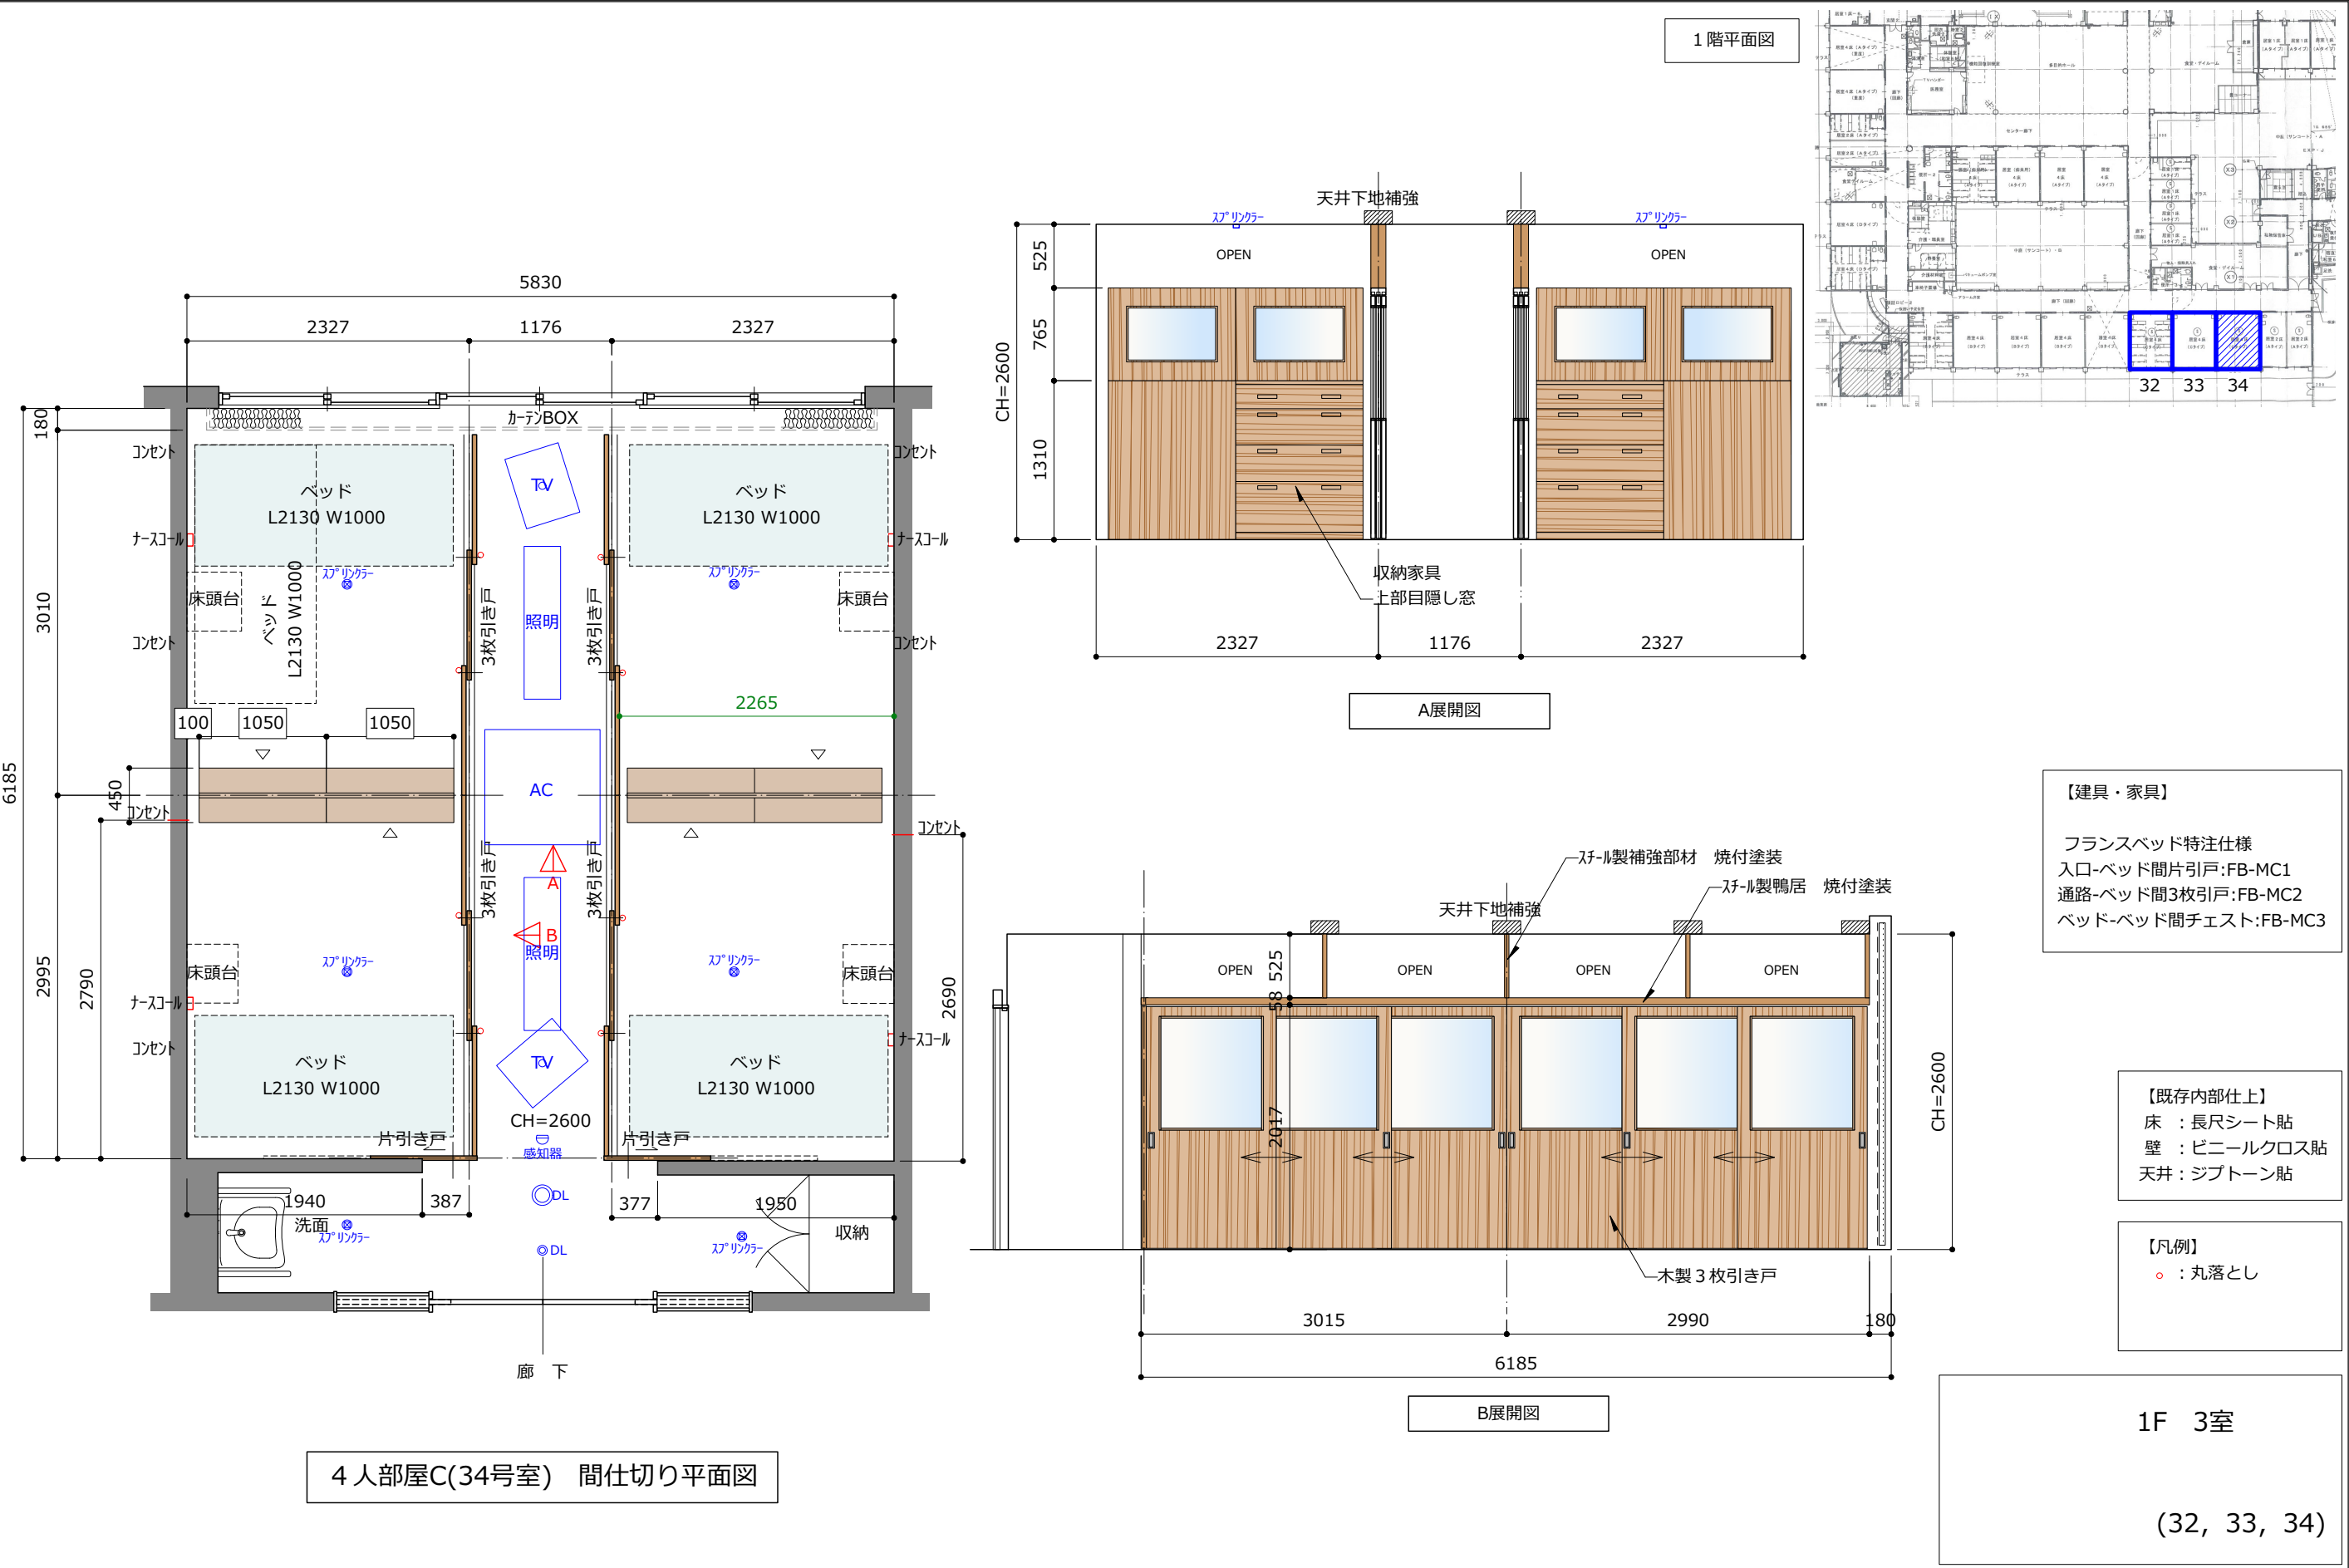 1階平面図
32
33
34
天井下地補強
ｽﾌﾟﾘﾝｸﾗｰ
ｽﾌﾟﾘﾝｸﾗｰ
OPEN
OPEN
525
765
1310
CH=2600
収納家具
上部目隠し窓
2327
1176
2327
A展開図
5830
2327
1176
2327
ｶｰﾃﾝBOX
180
ｺﾝｾﾝﾄ
ｺﾝｾﾝﾄ
ベッド
L2130 W1000
TV
ベッド
L2130 W1000
ﾅｰｽｺｰﾙ
ﾅｰｽｺｰﾙ
ｽﾌﾟﾘﾝｸﾗｰ
ｽﾌﾟﾘﾝｸﾗｰ
床頭台
ベッド
L2130 W1000
3枚引き戸
照明
3枚引き戸
床頭台
3010
ｺﾝｾﾝﾄ
ｺﾝｾﾝﾄ
2265
100
1050
1050
6185
450
AC
ｺﾝｾﾝﾄ
ｺﾝｾﾝﾄ
3枚引き戸
A
3枚引き戸
B
照明
ｽﾌﾟﾘﾝｸﾗｰ
ｽﾌﾟﾘﾝｸﾗｰ
床頭台
床頭台
2995
2790
2690
ﾅｰｽｺｰﾙ
ﾅｰｽｺｰﾙ
ｺﾝｾﾝﾄ
ベッド
L2130 W1000
TV
ベッド
L2130 W1000
CH=2600
片引き戸
片引き戸
感知器
1940
387
DL
377
1950
洗面
ｽﾌﾟﾘﾝｸﾗｰ
DL
ｽﾌﾟﾘﾝｸﾗｰ
収納
廊　下
４人部屋C(34号室)　間仕切り平面図
ｽﾁｰﾙ製補強部材　焼付塗装
ｽﾁｰﾙ製鴨居　焼付塗装
天井下地補強
OPEN
OPEN
OPEN
OPEN
525
58
2017
CH=2600
木製３枚引き戸
3015
2990
180
6185
B展開図
【建具・家具】
フランスベッド特注仕様
入口-ベッド間片引戸:FB-MC1
通路-ベッド間3枚引戸:FB-MC2
ベッド-ベッド間チェスト:FB-MC3
【既存内部仕上】
床　：長尺シート貼
壁　：ビニールクロス貼
天井：ジプトーン貼
【凡例】
：丸落とし
1F　3室
(32, 33, 34)